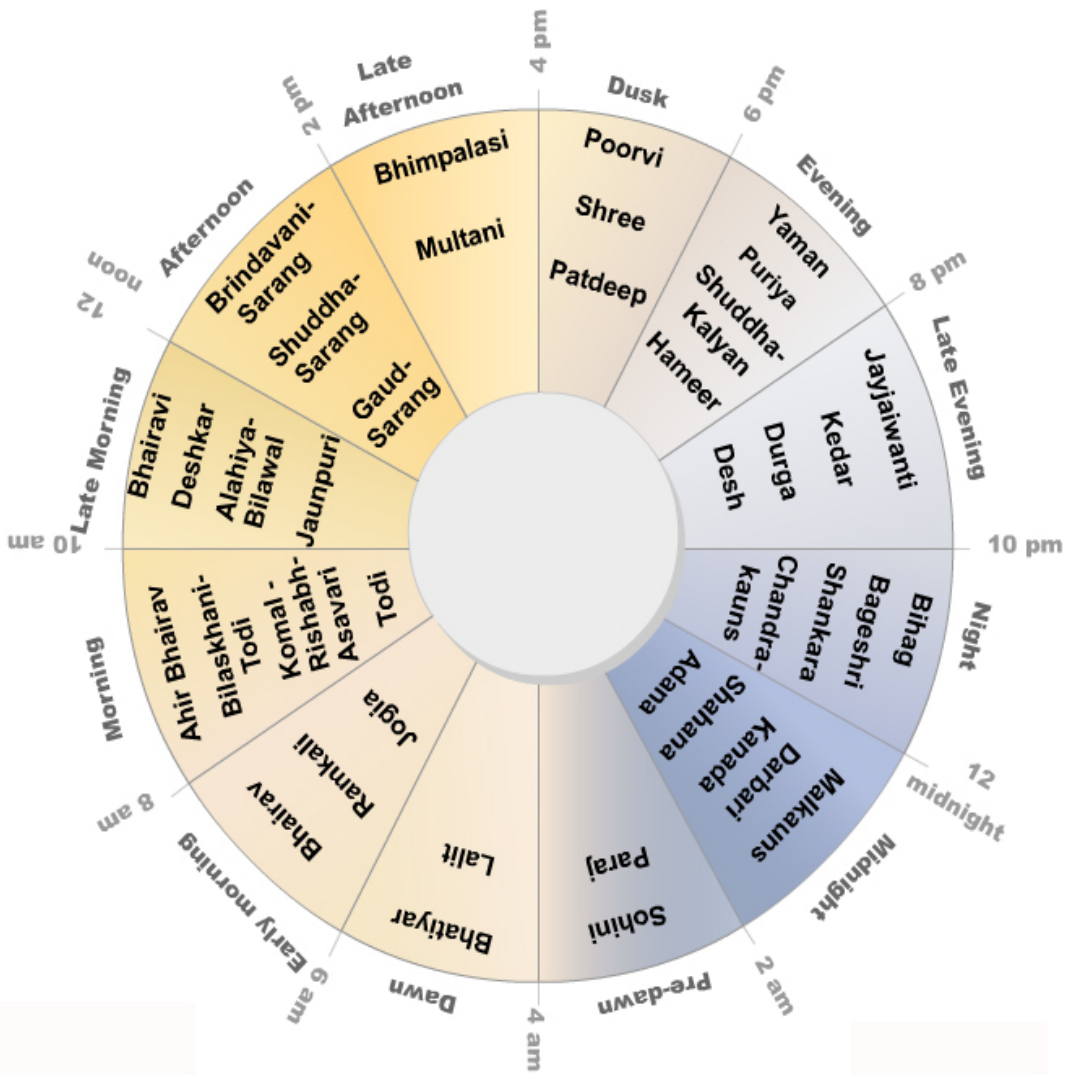 4 pm
Dusk
Poorvi
Shree
Patdeep
6 pm
Evening
Yaman
Puriya
Shuddha-
Kalyan
Hameer
8 pm
Late Evening
Jayjaiwanti
Kedar
Durga
Desh
10 pm
Night
Bihag
Bageshri
Shankara
Chandra-
kauns
12
midnight
Midnight
Malkauns
Darbari
Kanada
Shahana
Adana
2 am
Pre-dawn
Paraj
Sohini
4 am
Dawn
Lalit
Bhatiyar
6 am
Early morning
Jogia
Ramkali
Bhairav
8 am
Morning
Ahir Bhairav
Bilaskhani-
Todi
Komal -
Rishabh-
Asavari
Todi
10 am
Late Morning
Bhairavi
Deshkar
Alahiya-
Bilawal
Jaunpuri
12
noon
Afternoon
Brindavani-
Sarang
Shuddha-
Sarang
Gaud-
Sarang
2 pm
Late
Afternoon
Bhimpalasi
Multani